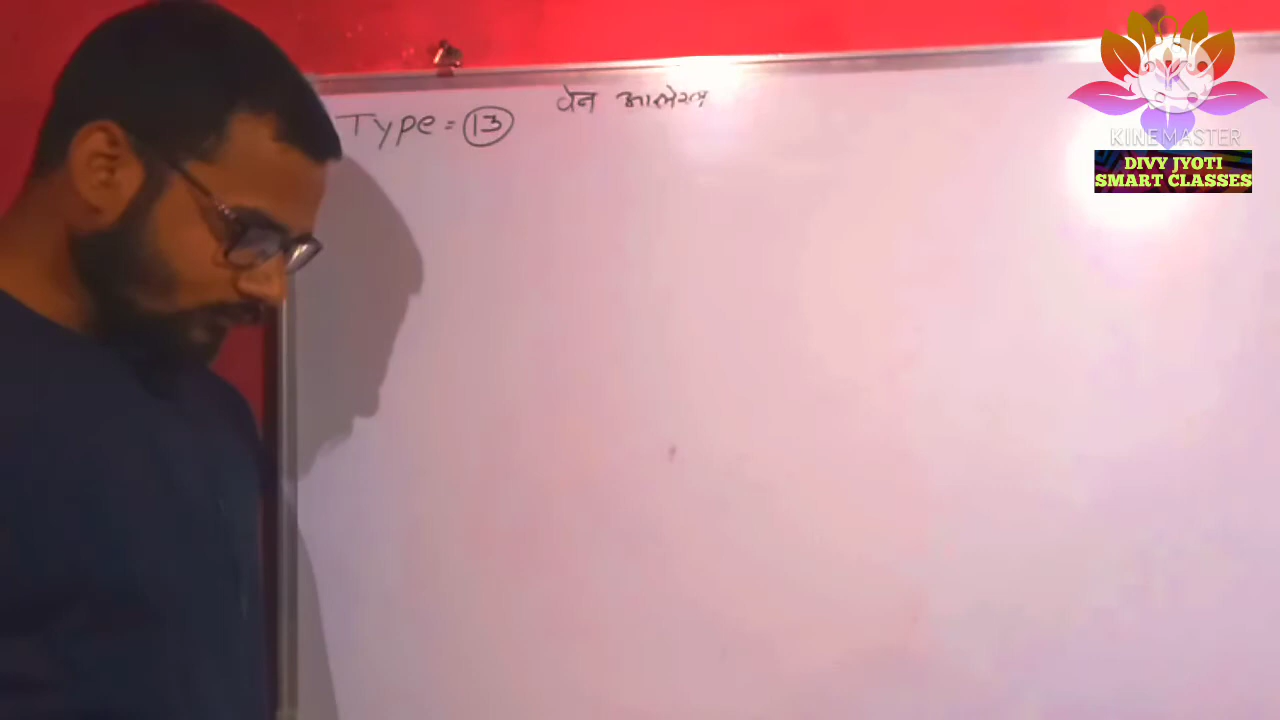 वेन आलेख
Type = 13
KINEMASTER
DIVY JYOTI
SMART CLASSES